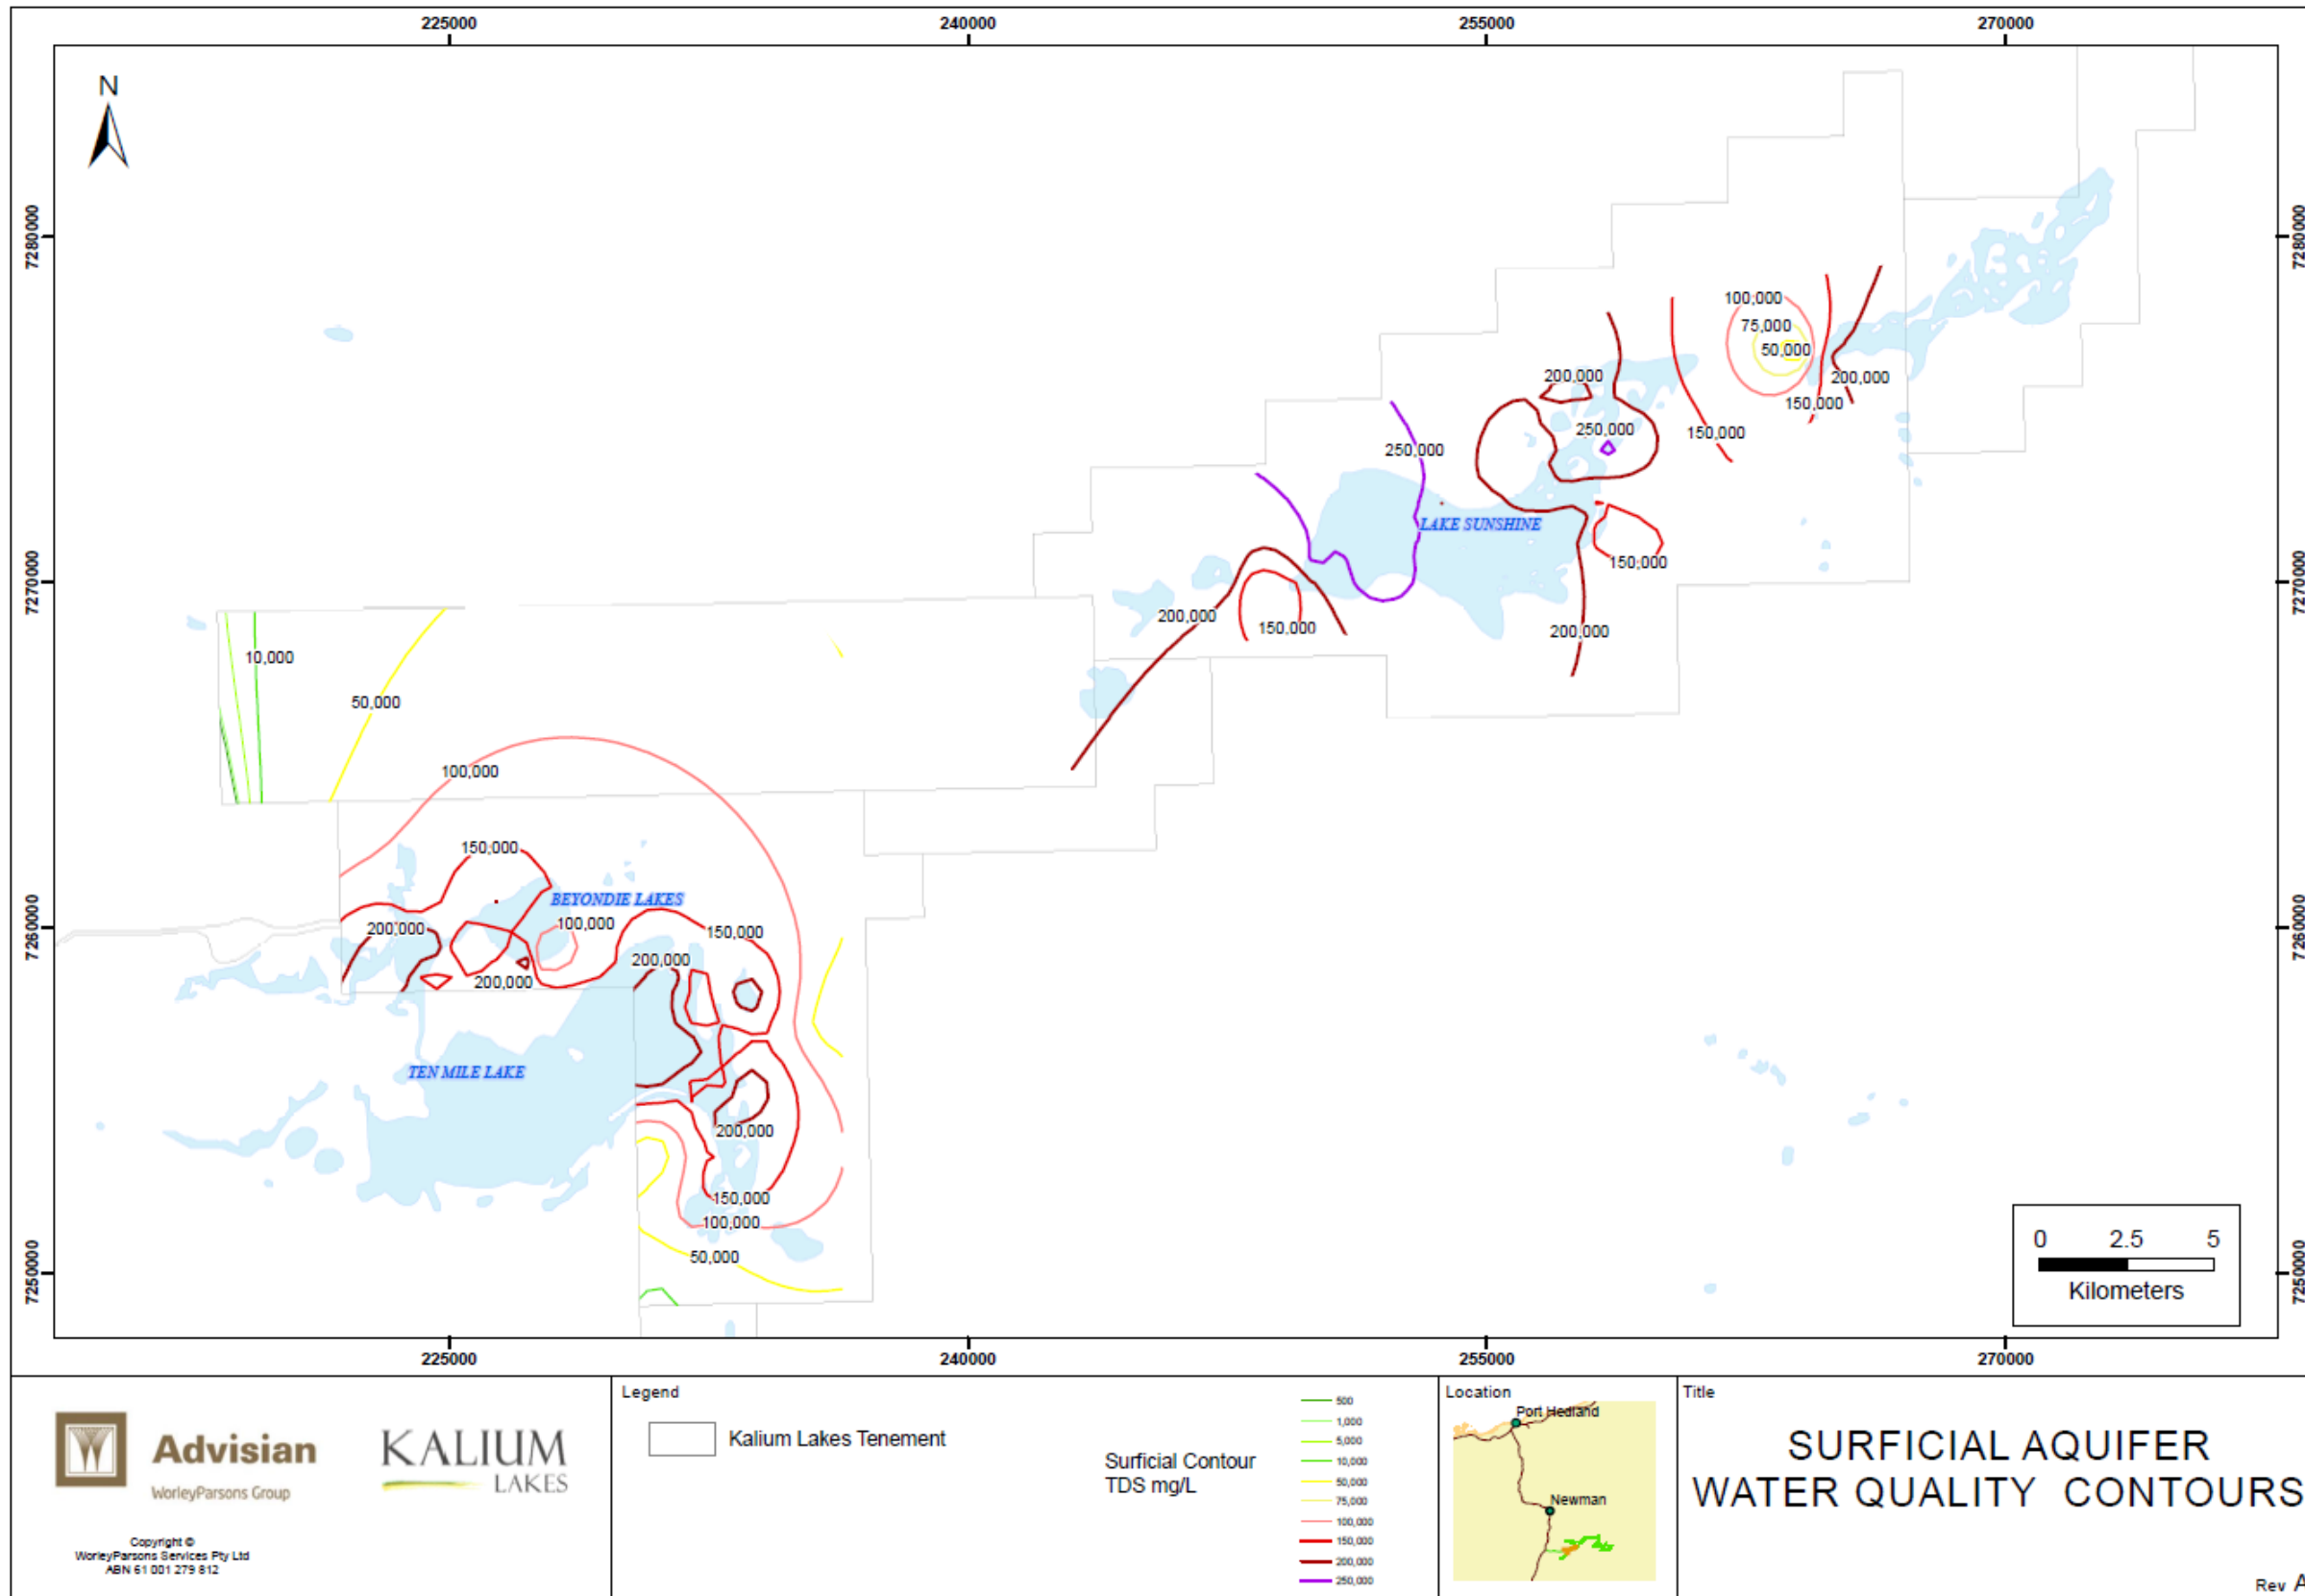 225000
240000
255000
270000
N
7280000
7280000
100,000
75,000
50,000
200,000
200,000
150,000
250,000
150,000
250,000
LAKE SUNSHINE
150,000
7270000
7270000
200,000
150,000
200,000
10,000
50,000
100,000
150,000
BEYONDIE LAKES
100,000
200,000
150,000
7260000
7260000
200,000
200,000
TEN MILE LAKE
200,000
150,000
100,000
50,000
7250000
7250000
0 2.5 5
Kilometers
225000
240000
255000
270000
Advisian
WorleyParsons Group
KALIUM
LAKES
Copyright ©
WorleyParsons Services Pty Ltd
ABN 61 001 279 812
Legend
Kalium Lakes Tenement
Surficial Contour
TDS mg/L
500
1,000
5,000
10,000
50,000
75,000
100,000
150,000
200,000
250,000
Location
Port Hedland
Newman
Title
SURFICIAL AQUIFER
WATER QUALITY CONTOURS
Rev A